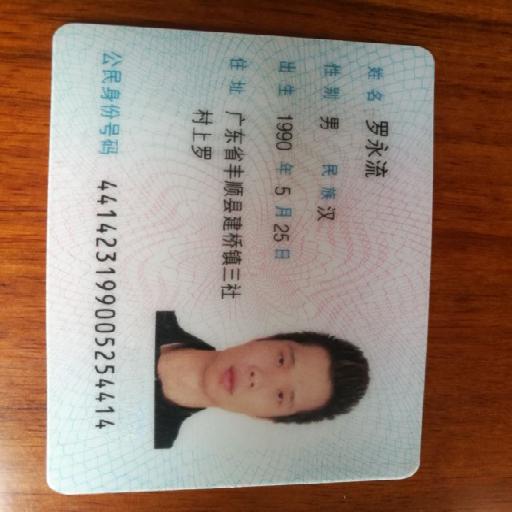 姓名 罗永流
性别 男 民族 汉
出生 1990 年 5 月 25 日
住址 广东省丰顺县建桥镇三社
村上罗
公民身份号码 441423199005254414